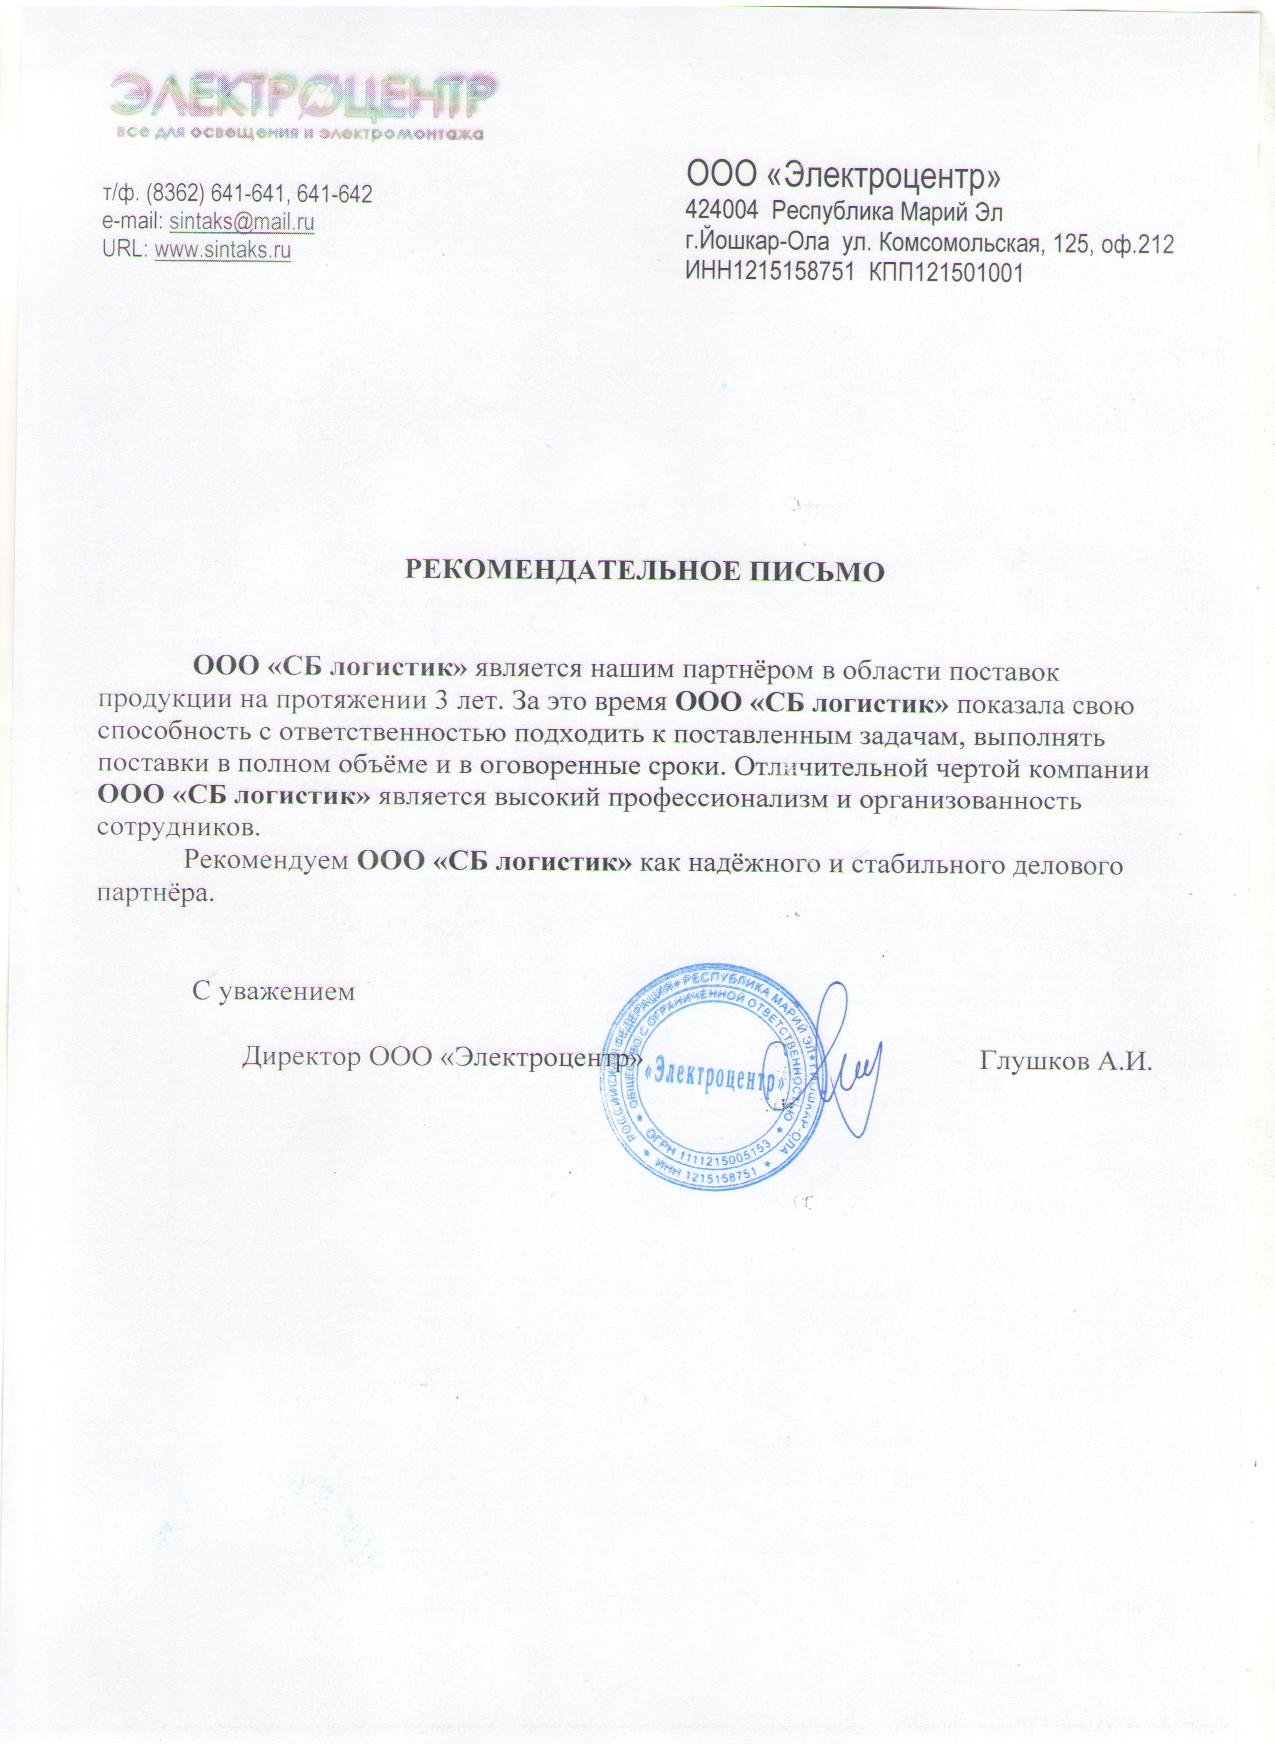 ЭЛЕКТРОЦЕНТР
все для освещения и электромонтажа
т/ф. (8362) 641-641, 641-642
e-mail: sintaks@mail.ru
URL: www.sintaks.ru
ООО «Электроцентр»
424004 Республика Марий Эл
г.Йошкар-Ола ул. Комсомольская, 125, оф.212
ИНН1215158751 КПП121501001
РЕКОМЕНДАТЕЛЬНОЕ ПИСЬМО
ООО «СБ логистик» является нашим партнёром в области поставок
продукции на протяжении 3 лет. За это время ООО «СБ логистик» показала свою
способность с ответственностью подходить к поставленным задачам, выполнять
поставки в полном объёме и в оговоренные сроки. Отличительной чертой компании
ООО «СБ логистик» является высокий профессионализм и организованность
сотрудников.
Рекомендуем ООО «СБ логистик» как надёжного и стабильного делового
партнёра.
С уважением
Директор ООО «Электроцентр» Глушков А.И.
РОССИЙСКАЯ ФЕДЕРАЦИЯ * РЕСПУБЛИКА МАРИЙ ЭЛ * Г. ЙОШКАР-ОЛА
ОБЩЕСТВО С ОГРАНИЧЕННОЙ ОТВЕТСТВЕННОСТЬЮ
«Электроцентр»
* ОГРН 1111215005153 *
* ИНН 1215158751 *